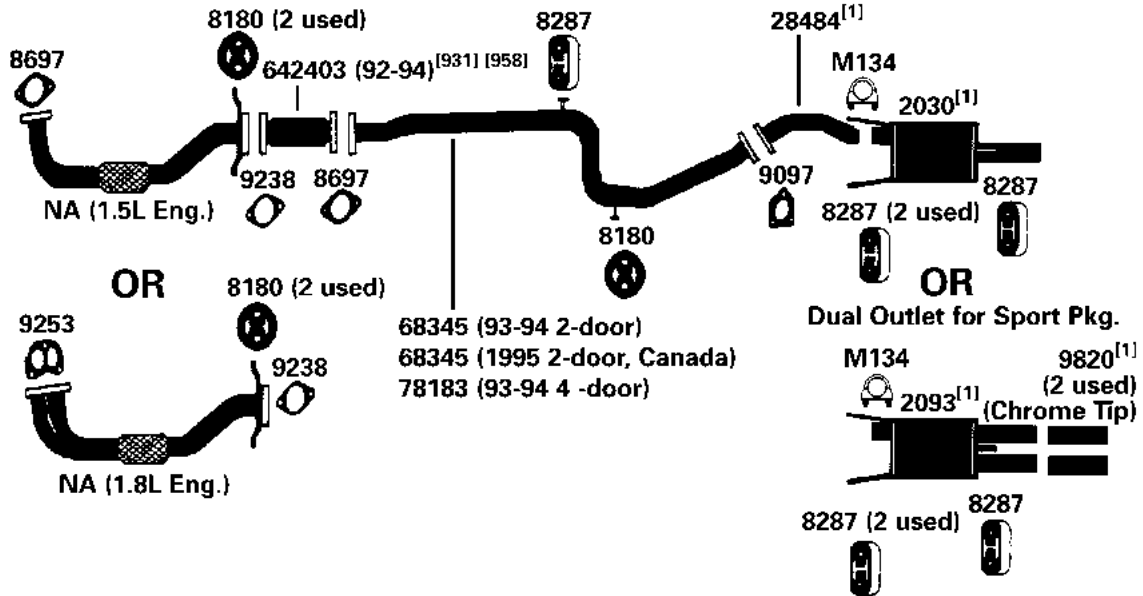 8180 (2 used)
8287
28484[1]
8697
642403 (92-94)[931] [958]
M134
2030[1]
9238
8697
9097
8287
NA (1.5L Eng.)
8287 (2 used)
8180
OR
8180 (2 used)
OR
Dual Outlet for Sport Pkg.
9253
68345 (93-94 2-door)
9238
68345 (1995 2-door, Canada)
78183 (93-94 4 -door)
M134
9820[1]
(2 used)
2093[1]
(Chrome Tip)
NA (1.8L Eng.)
8287 (2 used)
8287